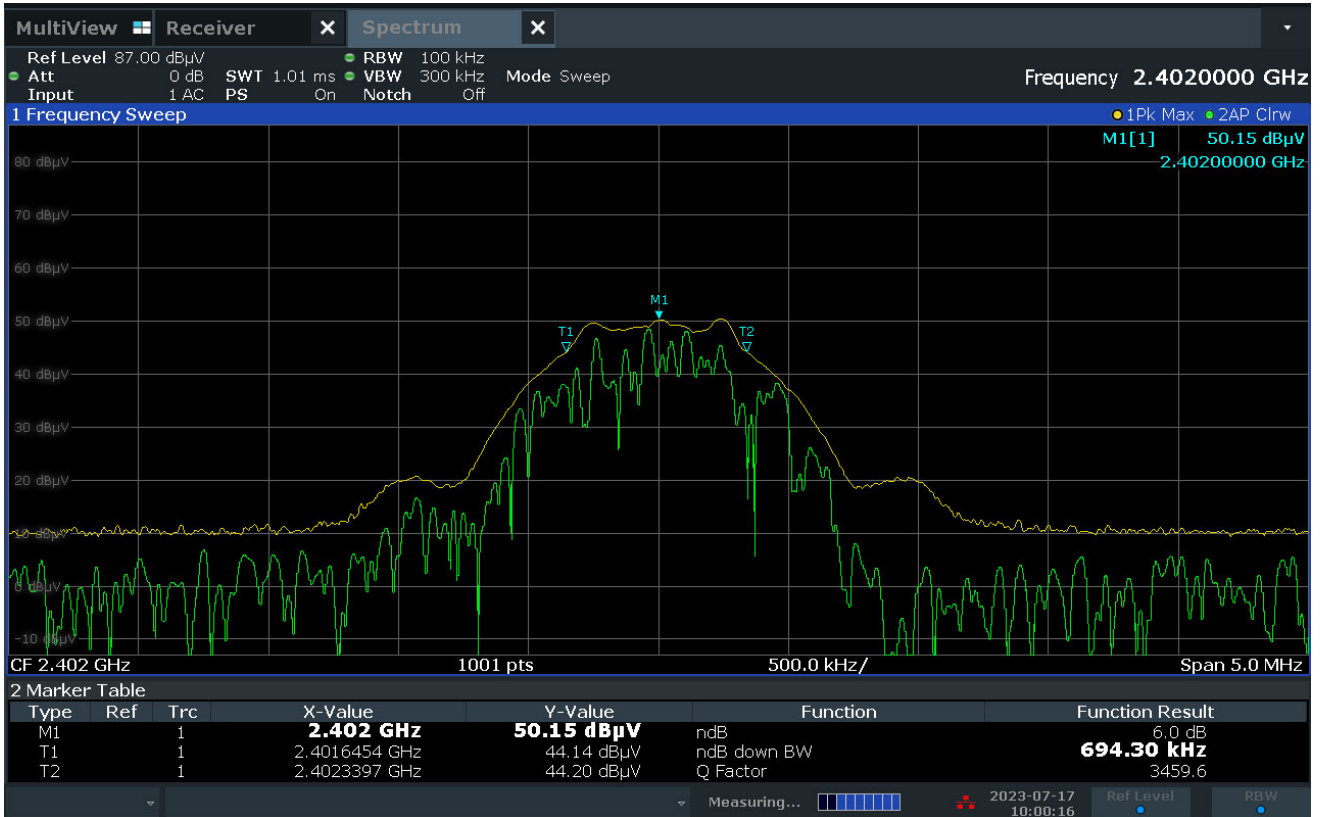 MultiView Receiver X Spectrum X
Ref Level 87.00 dBµV RBW 100 kHz
Att 0 dB SWT 1.01 ms VBW 300 kHz Mode Sweep Frequency 2.4020000 GHz
Input 1 AC PS On Notch Off
1 Frequency Sweep 1Pk Max 2AP Clrw
M1[1] 50.15 dBµV
2.40200000 GHz
80 dBµV
70 dBµV
60 dBµV
M1
50 dBµV
T1 T2
40 dBµV
30 dBµV
20 dBµV
10 dBµV
0 dBµV
-10 dBµV
CF 2.402 GHz 1001 pts 500.0 kHz/ Span 5.0 MHz
2 Marker Table
Type Ref Trc X-Value Y-Value Function Function Result
M1 1 2.402 GHz 50.15 dBµV ndB 6.0 dB
T1 1 2.4016454 GHz 44.14 dBµV ndB down BW 694.30 kHz
T2 1 2.4023397 GHz 44.20 dBµV Q Factor 3459.6
Measuring... 2023-07-17 Ref Level RBW
10:00:16